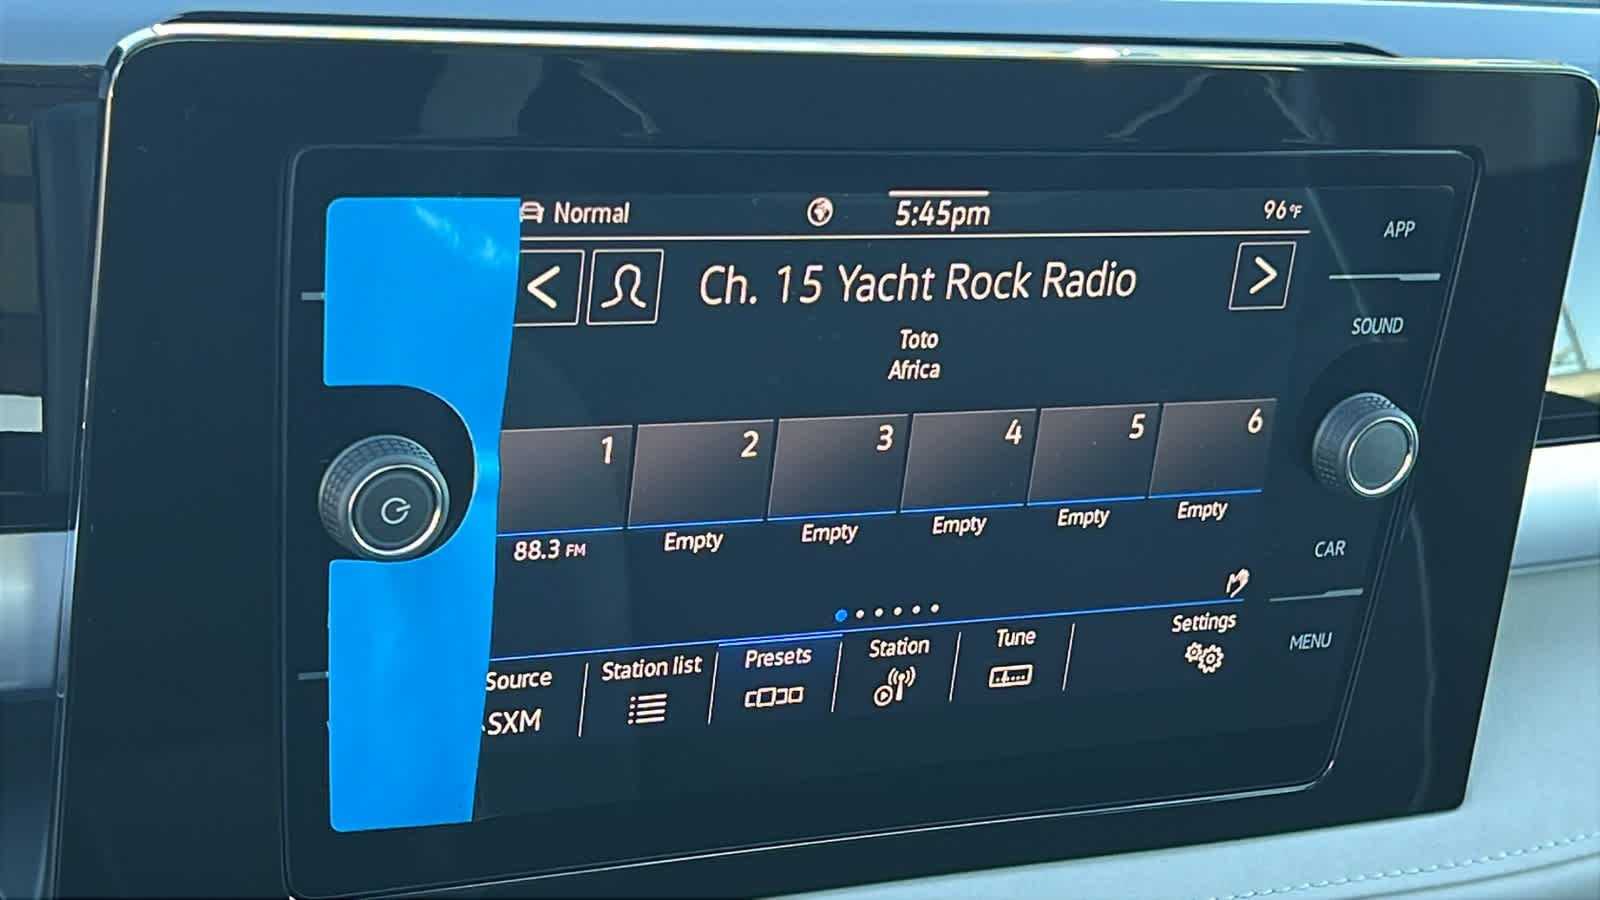 Normal
5:45pm
96°F
Ch. 15 Yacht Rock Radio
Toto
Africa
1
2
3
4
5
6
88.3 FM
Empty
Empty
Empty
Empty
Empty
Source
SXM
Station list
Presets
Station
Tune
Settings
APP
SOUND
CAR
MENU